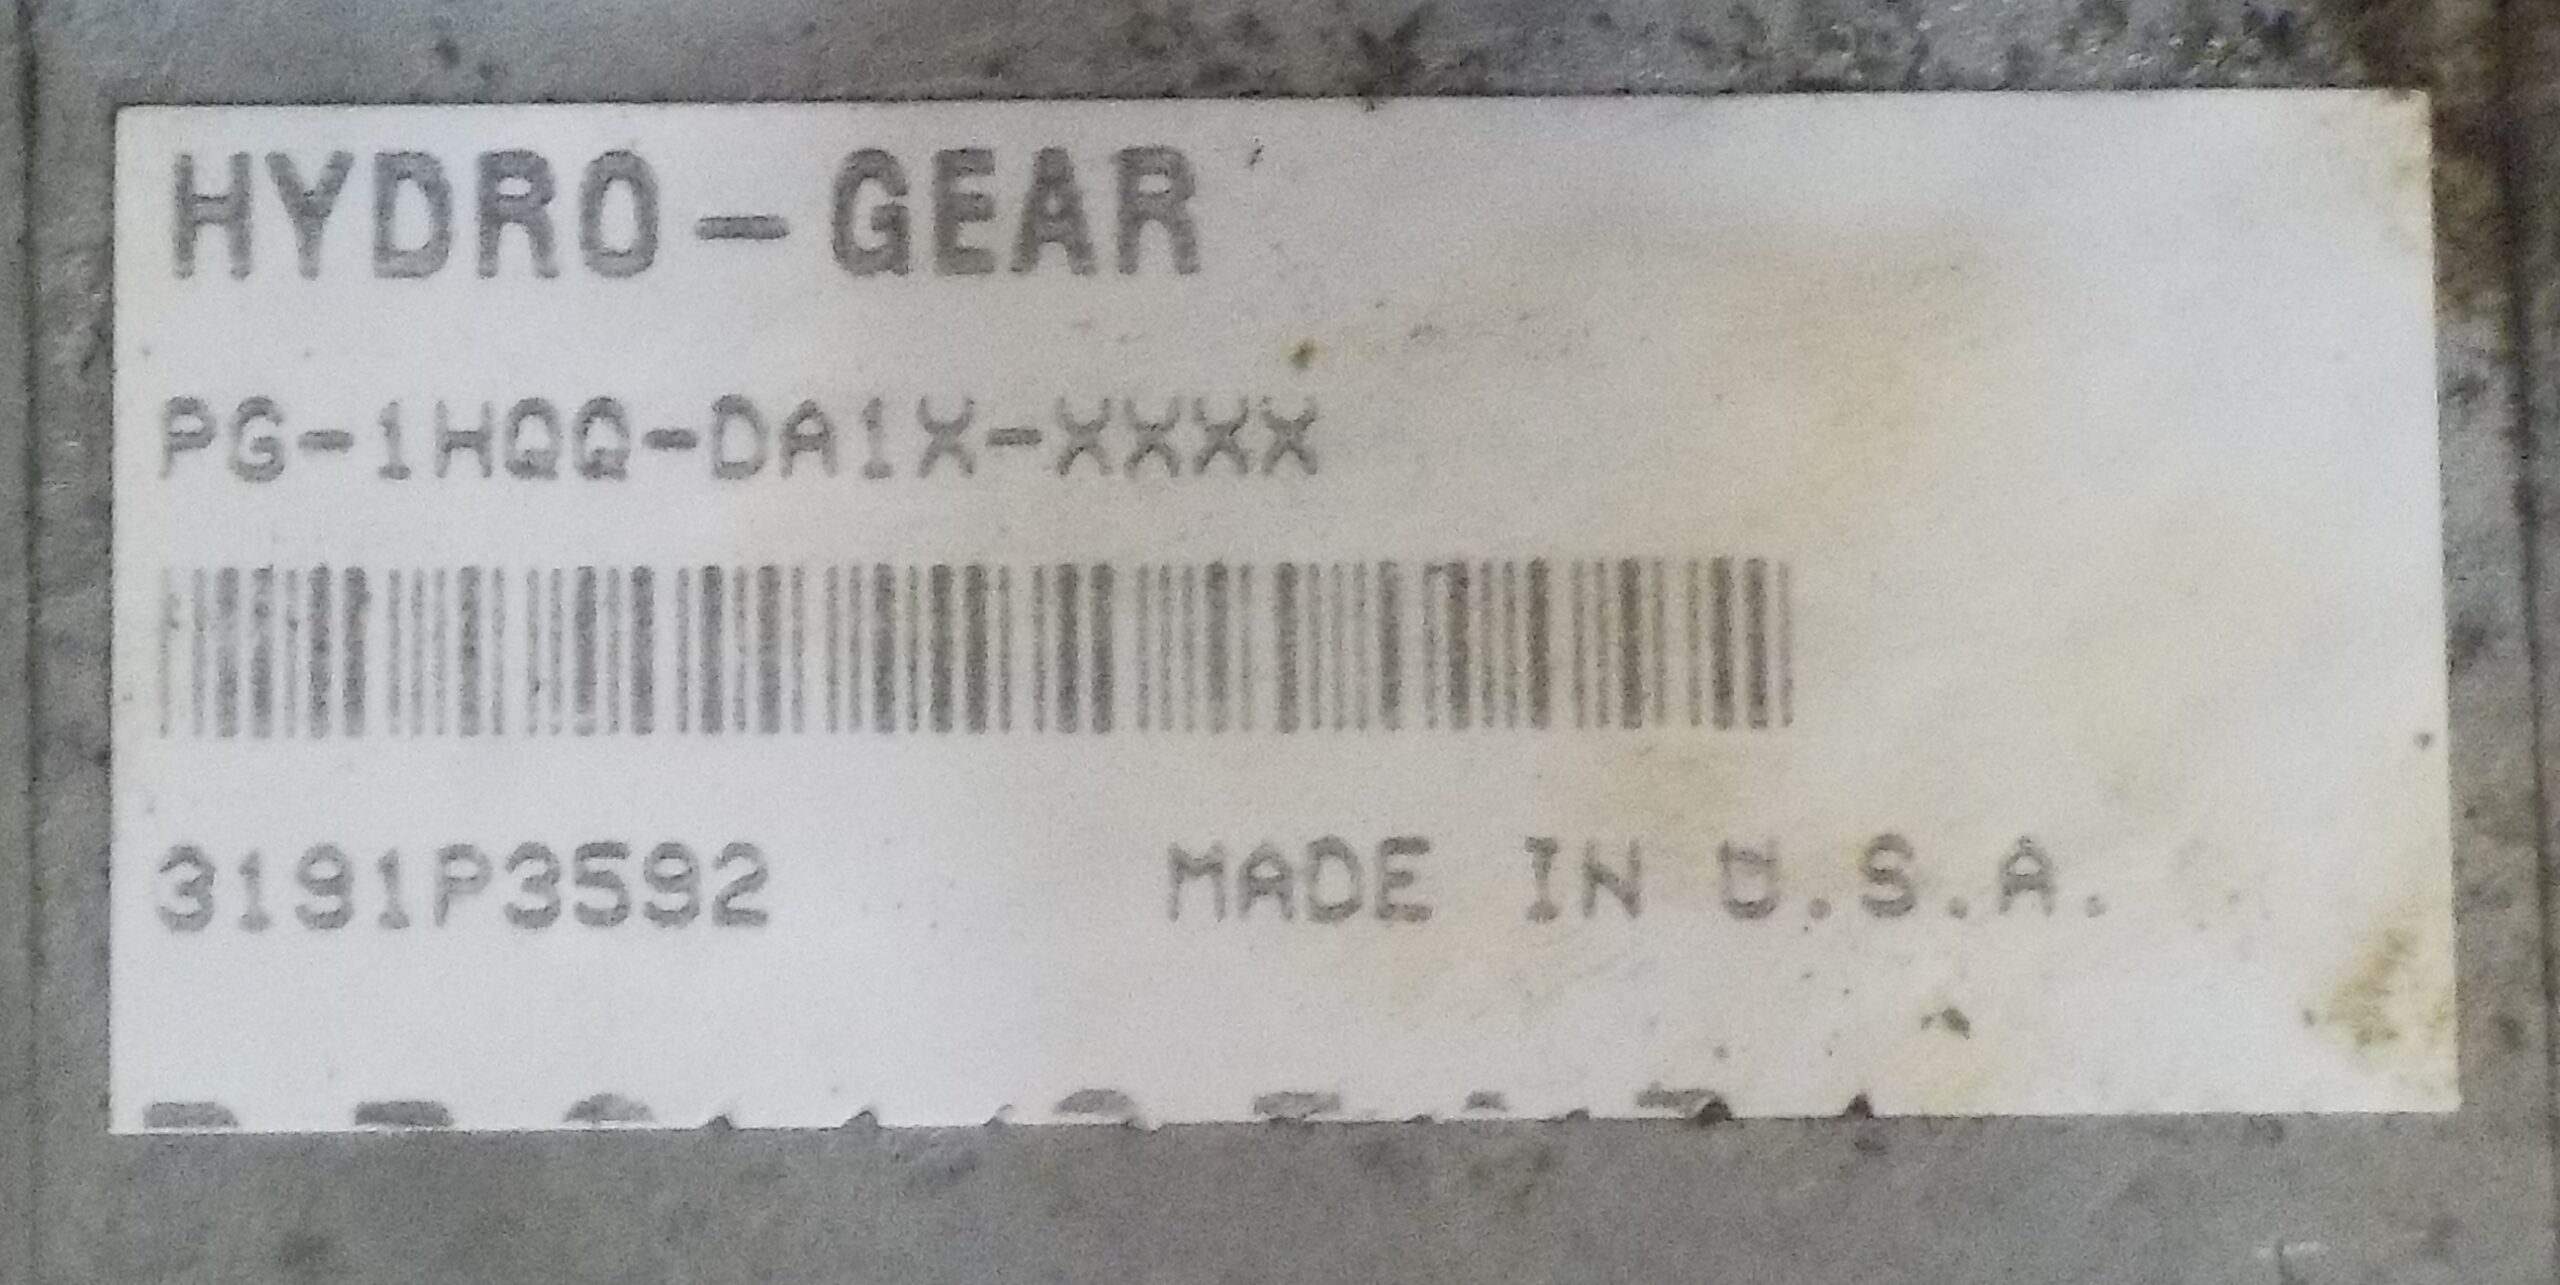 HYDRO-GEAR
PG-1HQQ-DA1X-XXXX
3191P3592 MADE IN U.S.A.